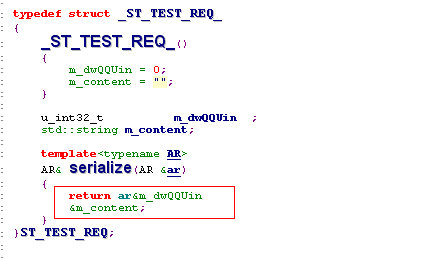 typedef struct _ST_TEST_REQ_
{
_ST_TEST_REQ_()
{
m_dwQQUin = 0;
m_content = "";
}
u_int32_t m_dwQQUin ;
std::string m_content;
template<typename AR>
AR& serialize(AR &ar)
{
return ar&m_dwQQUin
&m_content;
}
}ST_TEST_REQ;